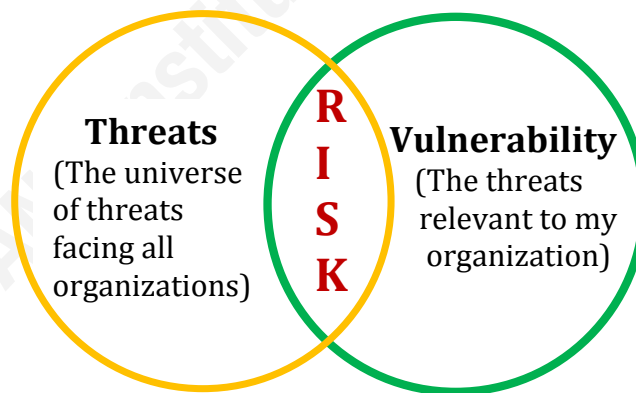 Threats
(The universe
of threats
facing all
organizations)
R
I
S
K
Vulnerability
(The threats
relevant to my
organization)